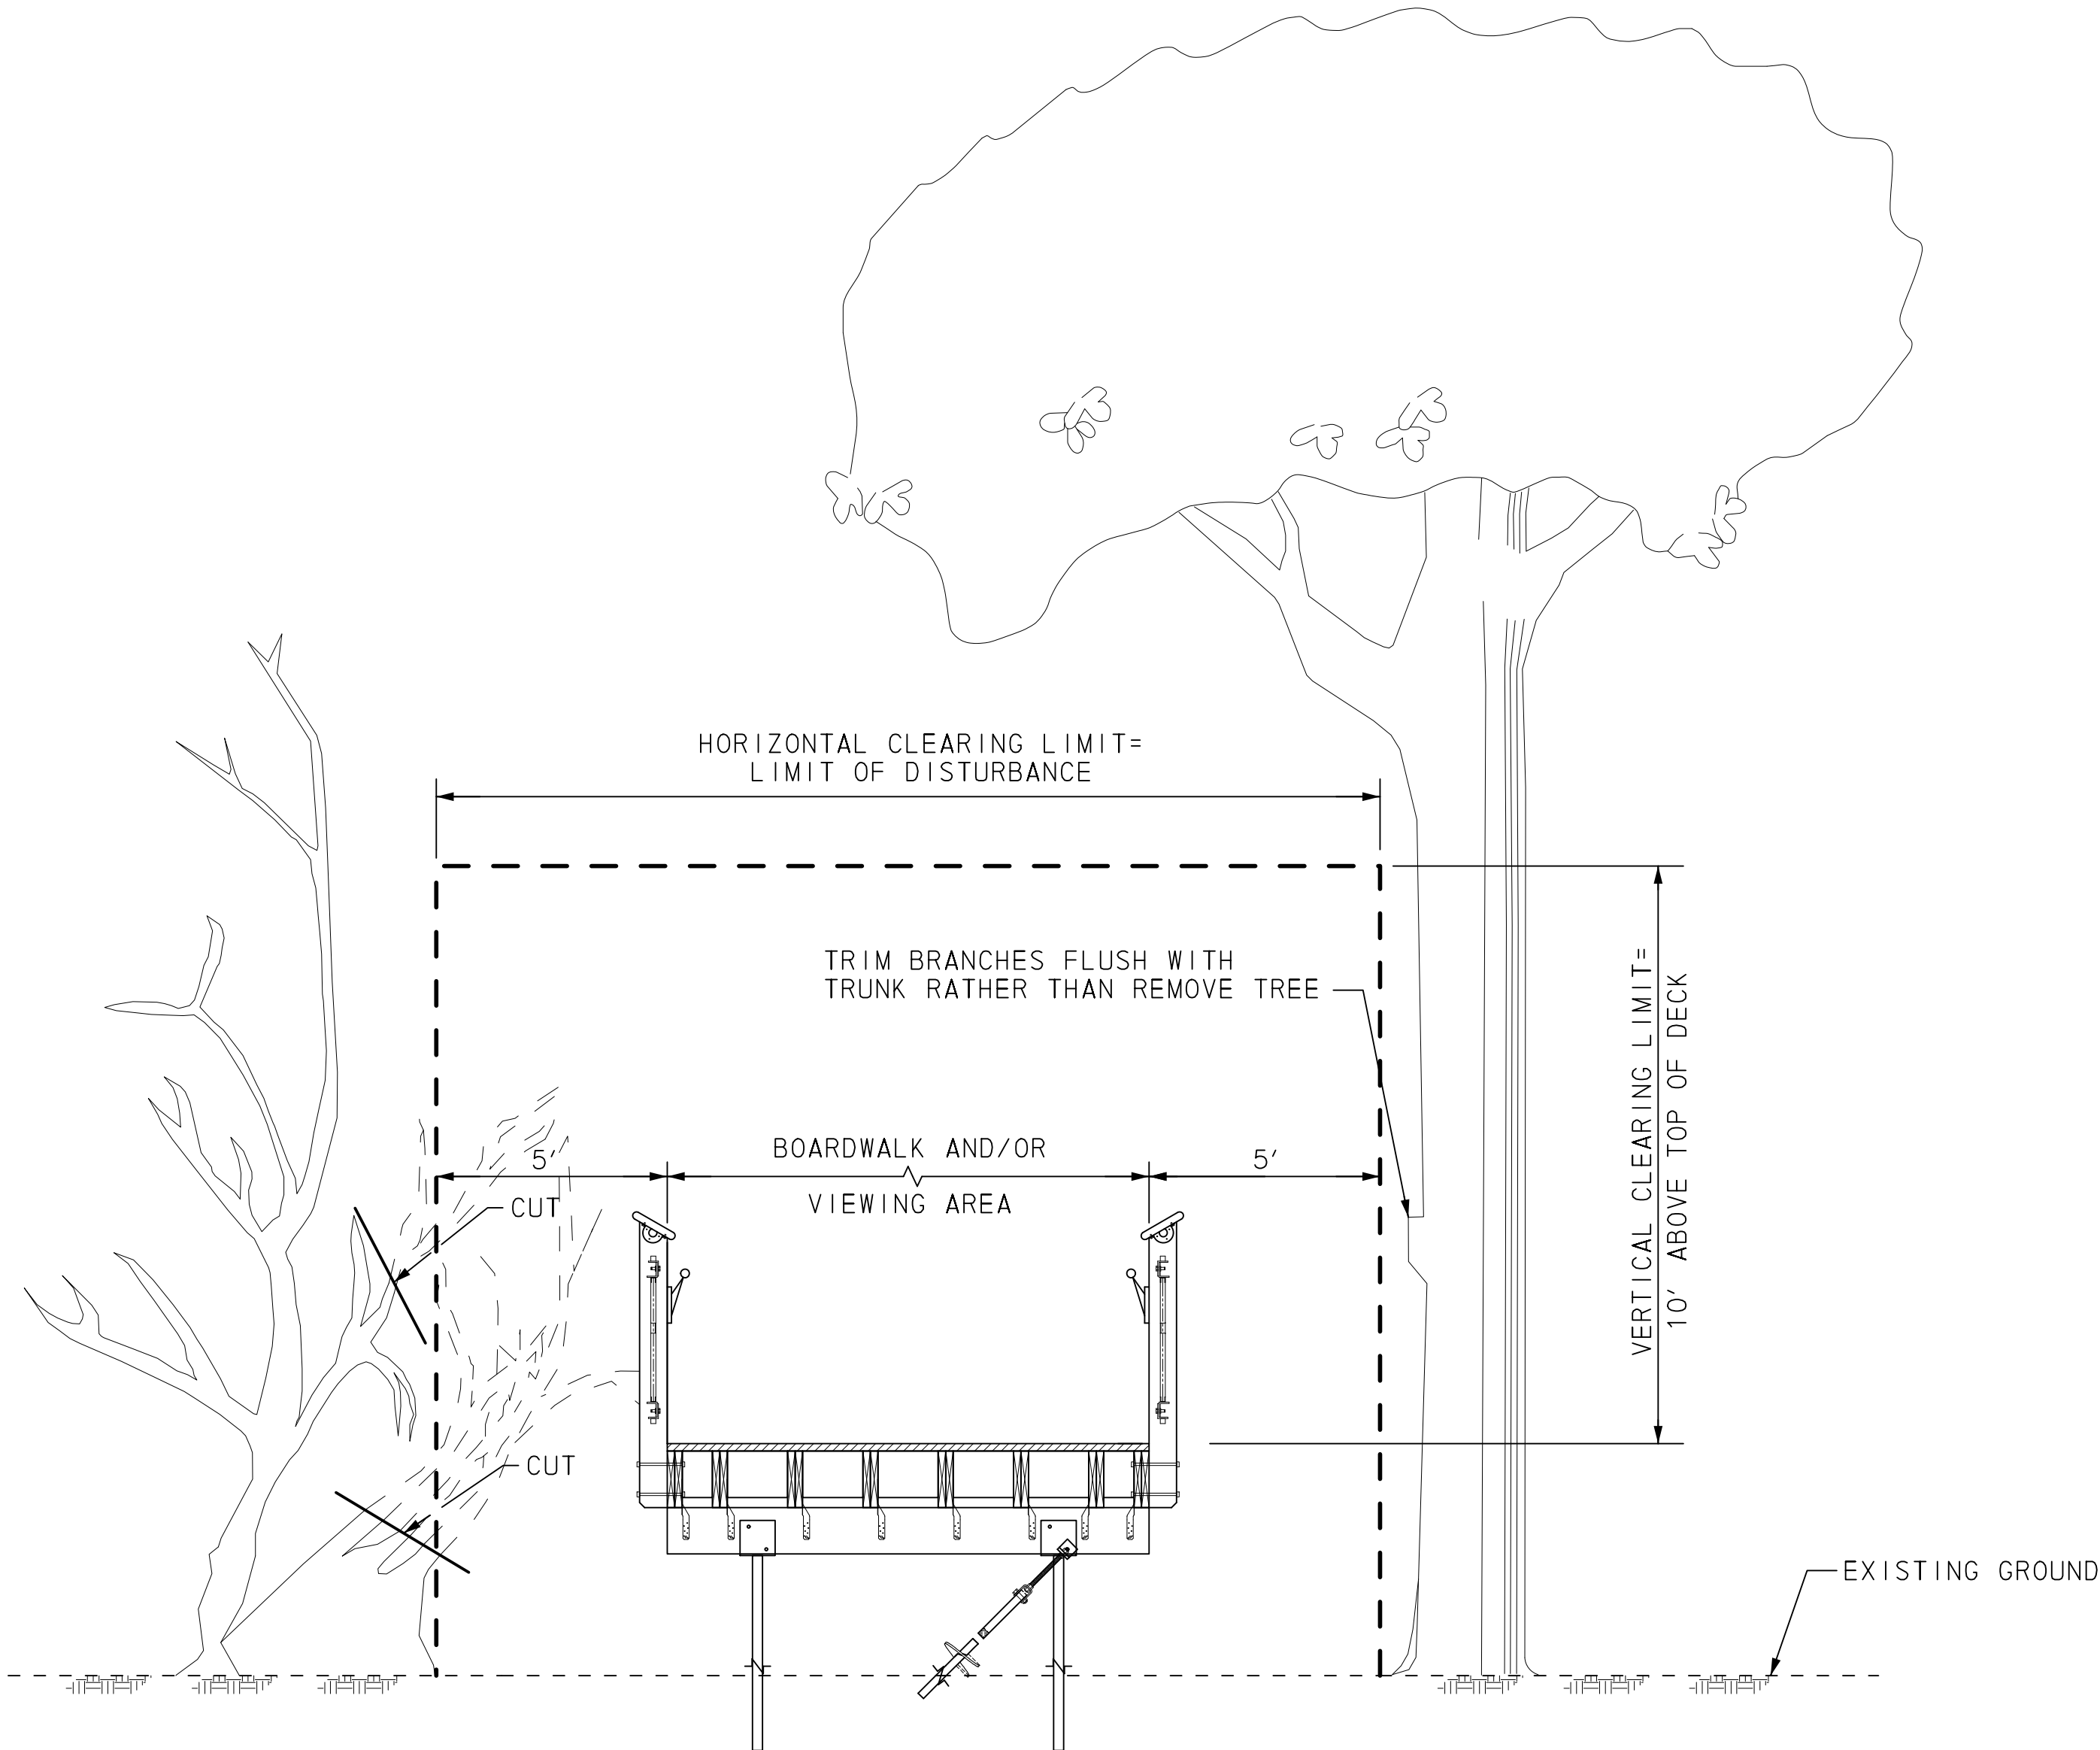 HORIZONTAL CLEARING LIMIT=
LIMIT OF DISTURBANCE
TRIM BRANCHES FLUSH WITH
TRUNK RATHER THAN REMOVE TREE
VERTICAL CLEARING LIMIT=
10' ABOVE TOP OF DECK
BOARDWALK AND/OR
VIEWING AREA
5'
5'
CUT
CUT
EXISTING GROUND